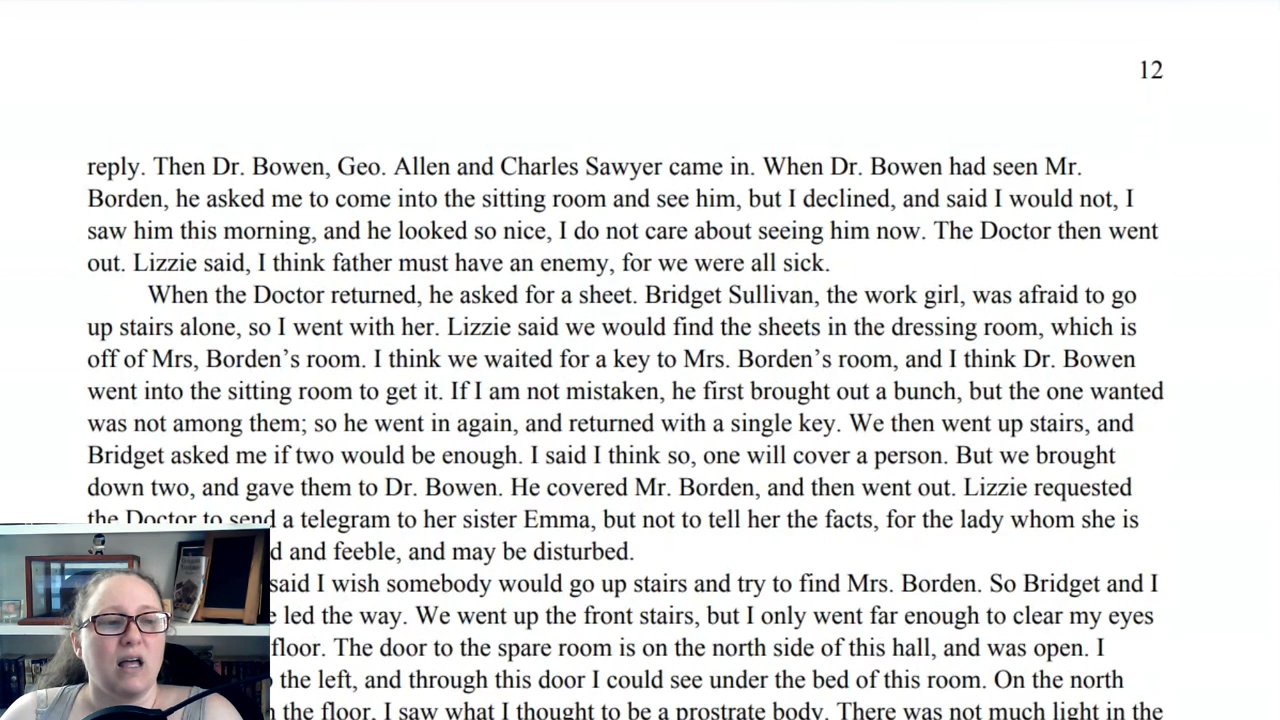 12
reply. Then Dr. Bowen, Geo. Allen and Charles Sawyer came in. When Dr. Bowen had seen Mr.
Borden, he asked me to come into the sitting room and see him, but I declined, and said I would not, I
saw him this morning, and he looked so nice, I do not care about seeing him now. The Doctor then went
out. Lizzie said, I think father must have an enemy, for we were all sick.
When the Doctor returned, he asked for a sheet. Bridget Sullivan, the work girl, was afraid to go
up stairs alone, so I went with her. Lizzie said we would find the sheets in the dressing room, which is
off of Mrs, Borden's room. I think we waited for a key to Mrs. Borden's room, and I think Dr. Bowen
went into the sitting room to get it. If I am not mistaken, he first brought out a bunch, but the one wanted
was not among them; so he went in again, and returned with a single key. We then went up stairs, and
Bridget asked me if two would be enough. I said I think so, one will cover a person. But we brought
down two, and gave them to Dr. Bowen. He covered Mr. Borden, and then went out. Lizzie requested
the Doctor to send a telegram to her sister Emma, but not to tell her the facts, for the lady whom she is
and feeble, and may be disturbed.
said I wish somebody would go up stairs and try to find Mrs. Borden. So Bridget and I
led the way. We went up the front stairs, but I only went far enough to clear my eyes
floor. The door to the spare room is on the north side of this hall, and was open. I
the left, and through this door I could see under the bed of this room. On the north
the floor, I saw what I thought to be a prostrate body. There was not much light in the